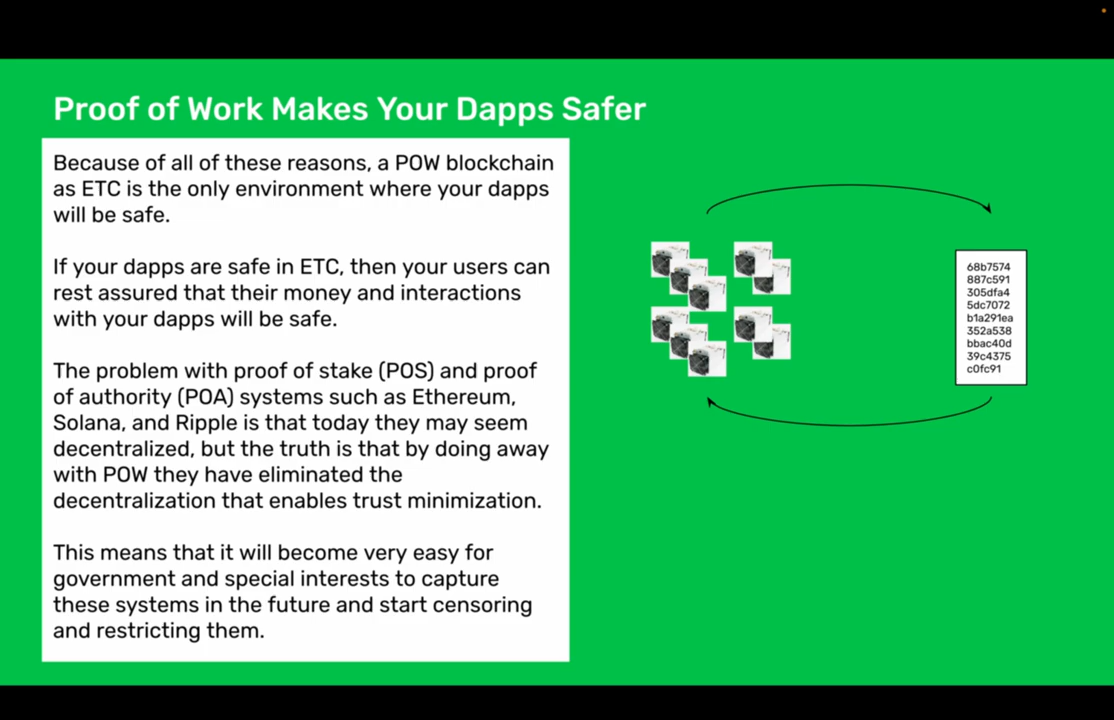 Proof of Work Makes Your Dapps Safer
Because of all of these reasons, a POW blockchain
as ETC is the only environment where your dapps
will be safe.
If your dapps are safe in ETC, then your users can
rest assured that their money and interactions
with your dapps will be safe.
The problem with proof of stake (POS) and proof
of authority (POA) systems such as Ethereum,
Solana, and Ripple is that today they may seem
decentralized, but the truth is that by doing away
with POW they have eliminated the
decentralization that enables trust minimization.
This means that it will become very easy for
government and special interests to capture
these systems in the future and start censoring
and restricting them.
68b7574
887c591
305dfa4
5dc7072
b1a291ea
352a538
bbac40d
39c4375
c0fc91